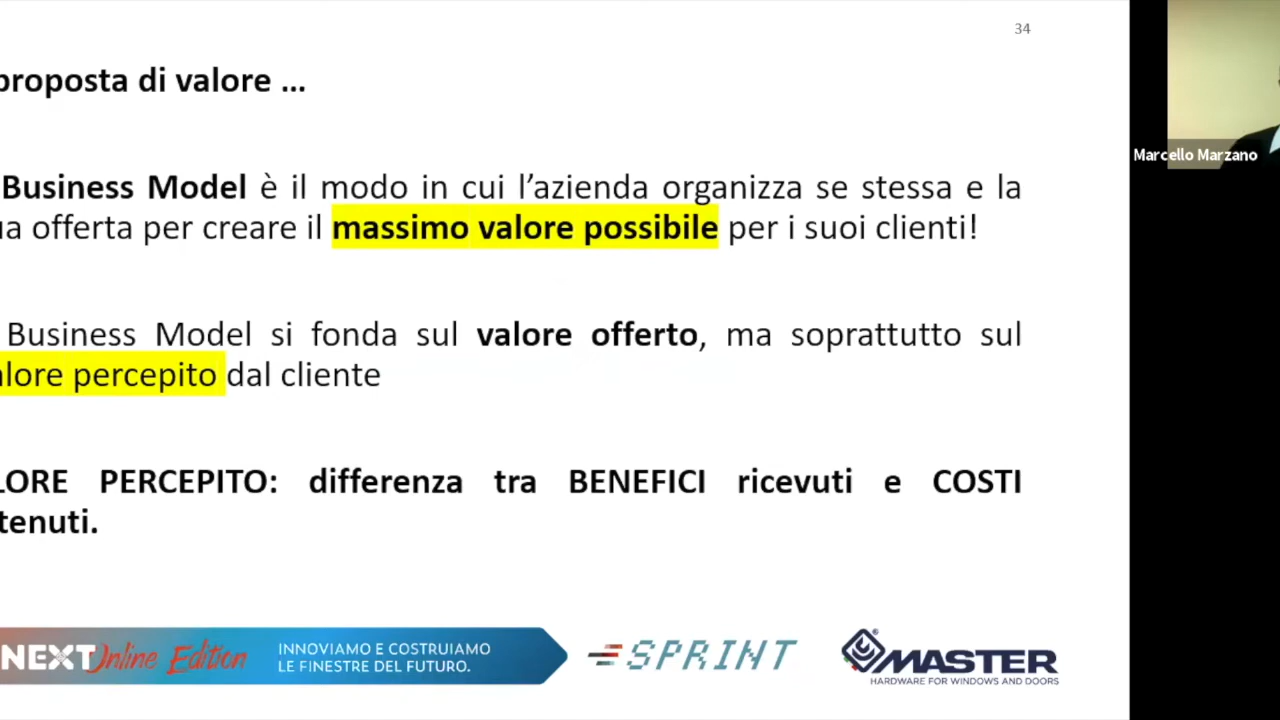 34
proposta di valore ...
Business Model è il modo in cui l'azienda organizza se stessa e la
ua offerta per creare il massimo valore possibile per i suoi clienti!
Business Model si fonda sul valore offerto, ma soprattutto sul
alore percepito dal cliente
LORE PERCEPITO: differenza tra BENEFICI ricevuti e COSTI
tenuti.
Marcello Marzano
NEXT Online Edition
INNOVIAMO E COSTRUIAMO
LE FINESTRE DEL FUTURO.
SPRINT
MASTER
HARDWARE FOR WINDOWS AND DOORS